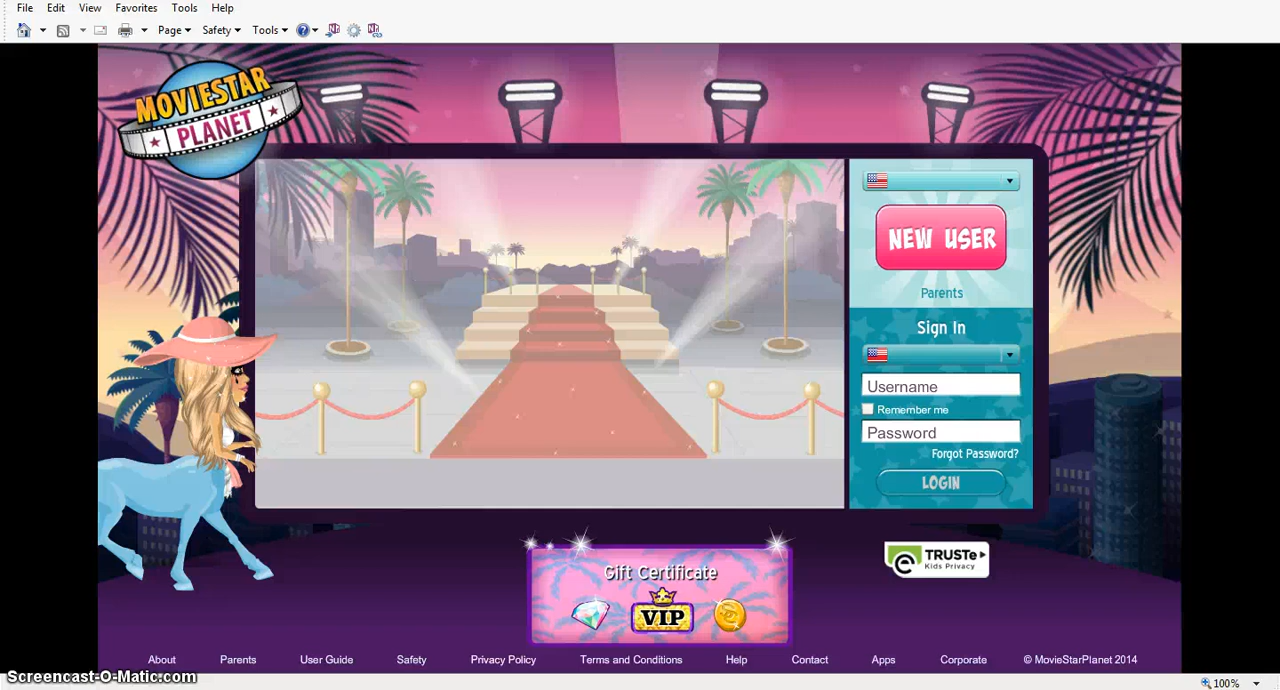 File Edit View Favorites Tools Help
Page Safety Tools
MOVIESTAR
PLANET
NEW USER
Parents
Sign In
Username
Remember me
Password
Forgot Password?
LOGIN
TRUSTe
Kids Privacy
Gift Certificate
VIP
About Parents User Guide Safety Privacy Policy Terms and Conditions Help Contact Apps Corporate © MovieStarPlanet 2014
Screencast-O-Matic.com
100%